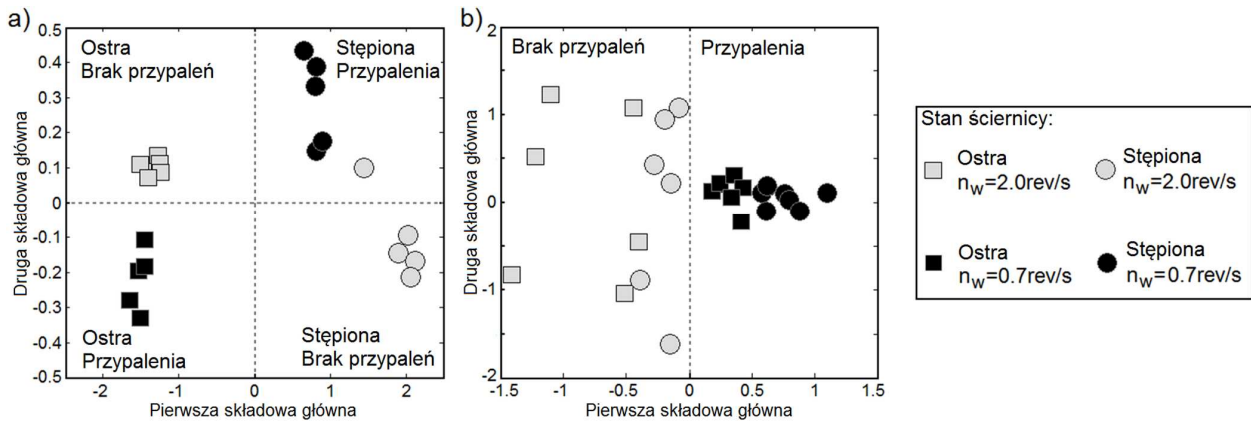 a)
0.5
0.4
0.3
0.2
0.1
0
-0.1
-0.2
-0.3
-0.4
-0.5
Druga składowa główna
Ostra
Brak przypaleń
Stępiona
Przypalenia
Ostra
Przypalenia
Stępiona
Brak przypaleń
-2 -1 0 1 2
Pierwsza składowa główna
b)
2
1
0
-1
-2
Druga składowa główna
Brak przypaleń
Przypalenia
-1.5 -1 -0.5 0 0.5 1 1.5
Pierwsza składowa główna
Stan ściernicy:
Ostra
nw=2.0rev/s
Stępiona
nw=2.0rev/s
Ostra
nw=0.7rev/s
Stępiona
nw=0.7rev/s